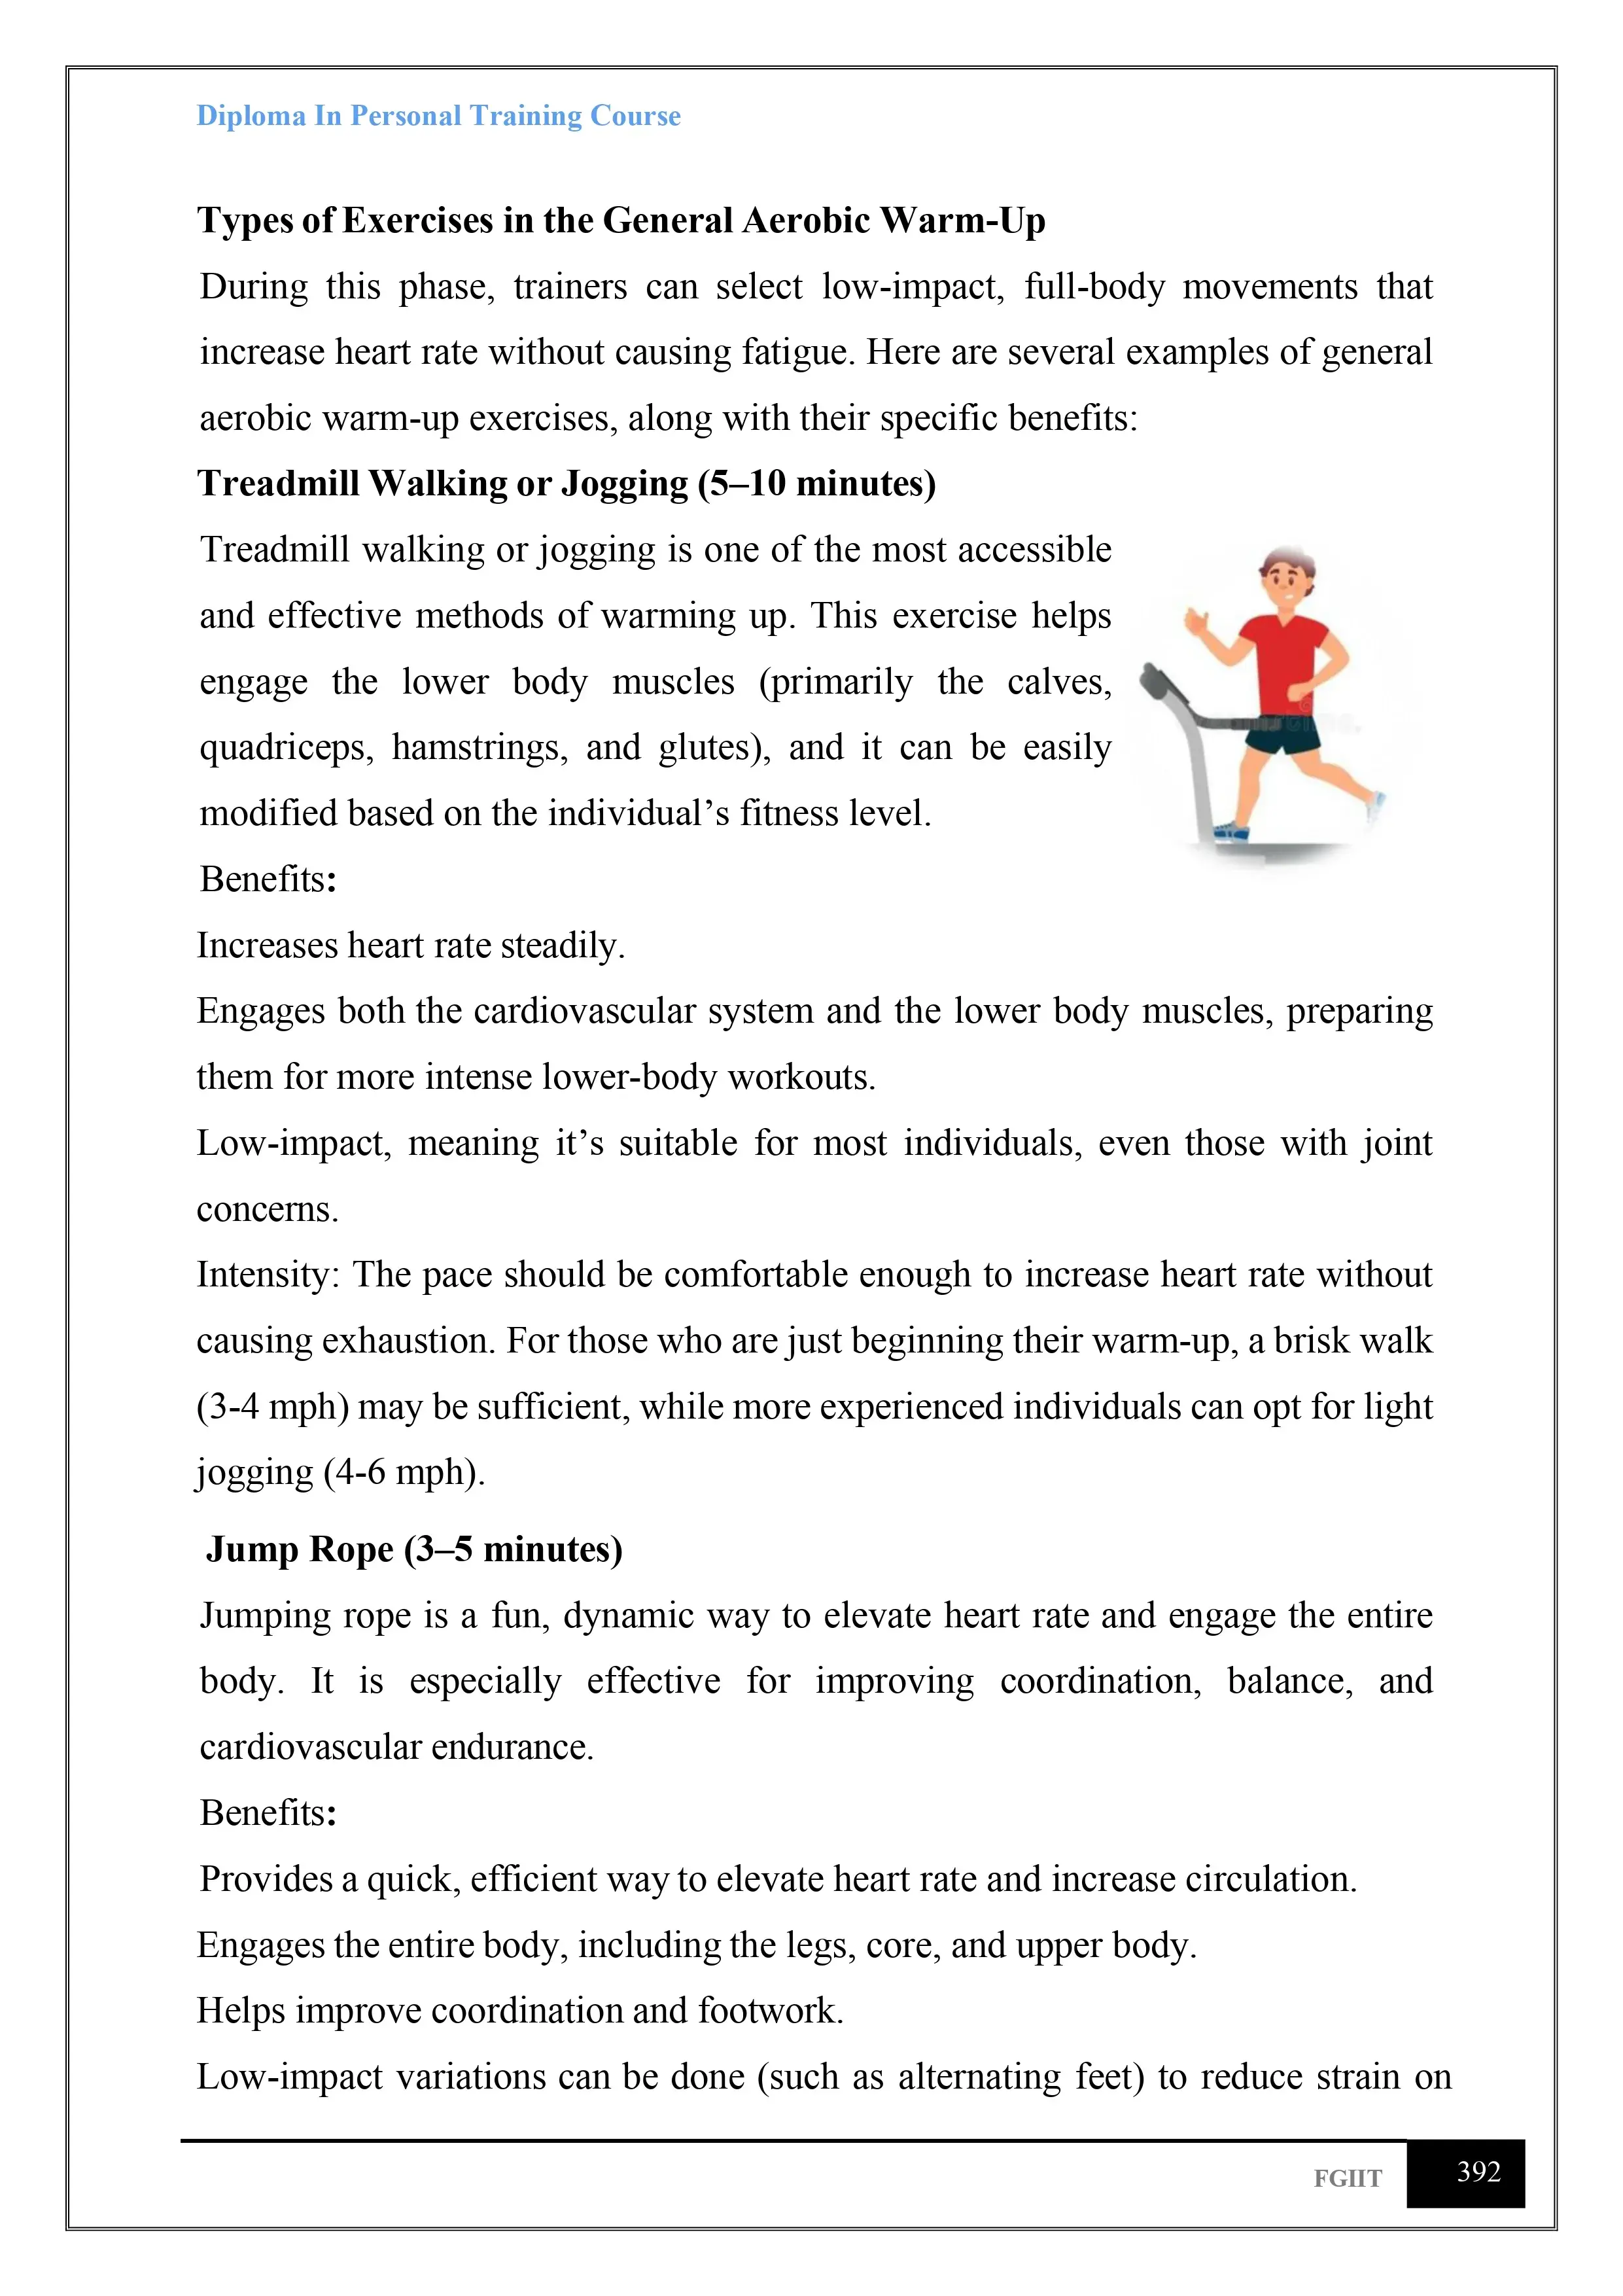 Diploma In Personal Training Course
Types of Exercises in the General Aerobic Warm-Up
During this phase, trainers can select low-impact, full-body movements that
increase heart rate without causing fatigue. Here are several examples of general
aerobic warm-up exercises, along with their specific benefits:
Treadmill Walking or Jogging (5–10 minutes)
Treadmill walking or jogging is one of the most accessible
and effective methods of warming up. This exercise helps
engage the lower body muscles (primarily the calves,
quadriceps, hamstrings, and glutes), and it can be easily
modified based on the individual’s fitness level.
Benefits:
Increases heart rate steadily.
Engages both the cardiovascular system and the lower body muscles, preparing
them for more intense lower-body workouts.
Low-impact, meaning it’s suitable for most individuals, even those with joint
concerns.
Intensity: The pace should be comfortable enough to increase heart rate without
causing exhaustion. For those who are just beginning their warm-up, a brisk walk
(3-4 mph) may be sufficient, while more experienced individuals can opt for light
jogging (4-6 mph).
Jump Rope (3–5 minutes)
Jumping rope is a fun, dynamic way to elevate heart rate and engage the entire
body. It is especially effective for improving coordination, balance, and
cardiovascular endurance.
Benefits:
Provides a quick, efficient way to elevate heart rate and increase circulation.
Engages the entire body, including the legs, core, and upper body.
Helps improve coordination and footwork.
Low-impact variations can be done (such as alternating feet) to reduce strain on
FGIIT
392